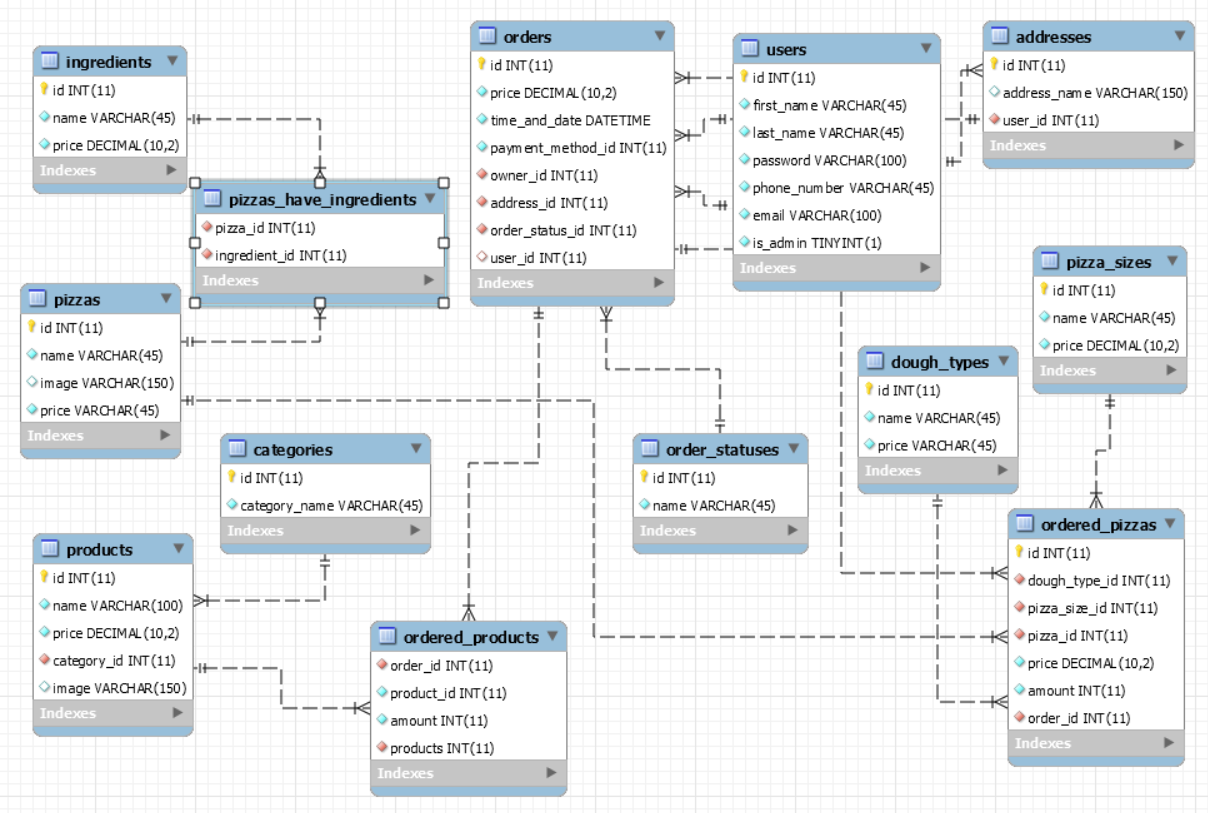 ingredients
id INT(11)
name VARCHAR(45)
price DECIMAL(10,2)
Indexes
pizzas_have_ingredients
pizza_id INT(11)
ingredient_id INT(11)
Indexes
orders
id INT(11)
price DECIMAL(10,2)
time_and_date DATETIME
payment_method_id INT(11)
owner_id INT(11)
address_id INT(11)
order_status_id INT(11)
user_id INT(11)
Indexes
users
id INT(11)
first_name VARCHAR(45)
last_name VARCHAR(45)
password VARCHAR(100)
phone_number VARCHAR(45)
email VARCHAR(100)
is_admin TINYINT(1)
Indexes
addresses
id INT(11)
address_name VARCHAR(150)
user_id INT(11)
Indexes
pizzas
id INT(11)
name VARCHAR(45)
image VARCHAR(150)
price VARCHAR(45)
Indexes
categories
id INT(11)
category_name VARCHAR(45)
Indexes
order_statuses
id INT(11)
name VARCHAR(45)
Indexes
dough_types
id INT(11)
name VARCHAR(45)
price VARCHAR(45)
Indexes
pizza_sizes
id INT(11)
name VARCHAR(45)
price DECIMAL(10,2)
Indexes
products
id INT(11)
name VARCHAR(100)
price DECIMAL(10,2)
category_id INT(11)
image VARCHAR(150)
Indexes
ordered_products
order_id INT(11)
product_id INT(11)
amount INT(11)
products INT(11)
Indexes
ordered_pizzas
id INT(11)
dough_type_id INT(11)
pizza_size_id INT(11)
pizza_id INT(11)
price DECIMAL(10,2)
amount INT(11)
order_id INT(11)
Indexes